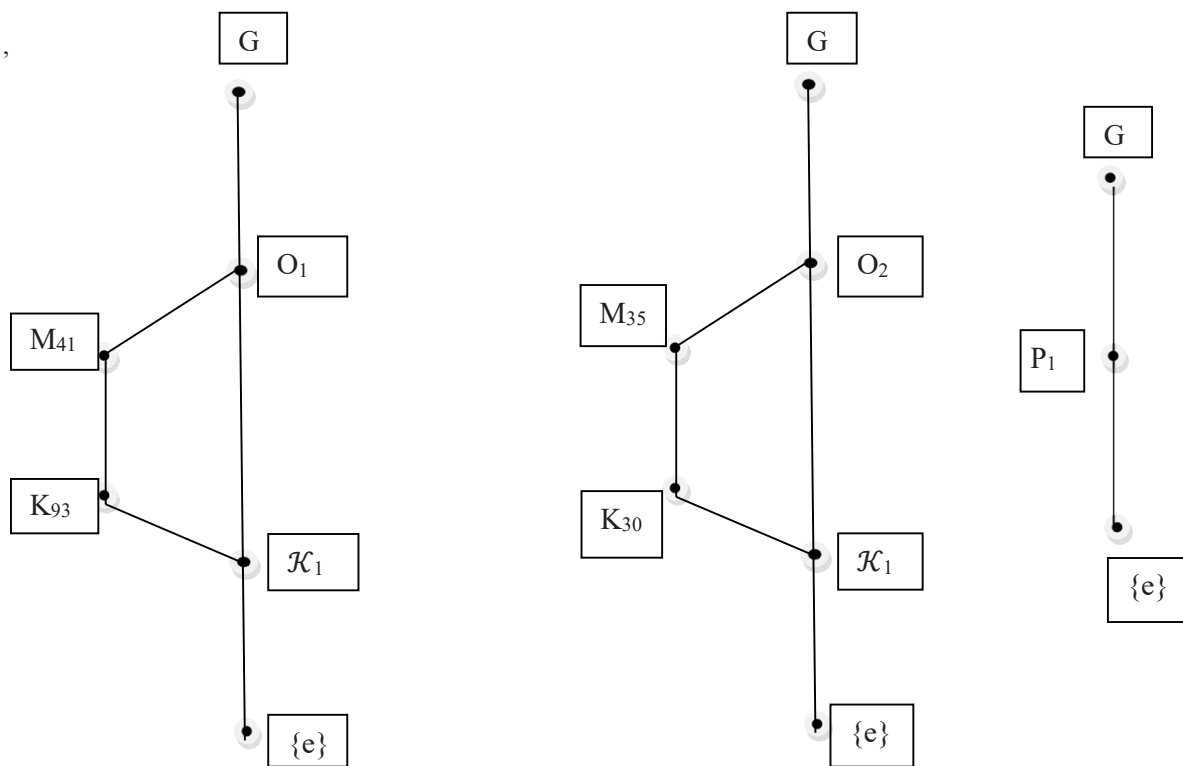 ,
G
O₁
M₄₁
K₉₃
𝒦₁
{e}
G
O₂
M₃₅
K₃₀
𝒦₁
{e}
G
P₁
{e}